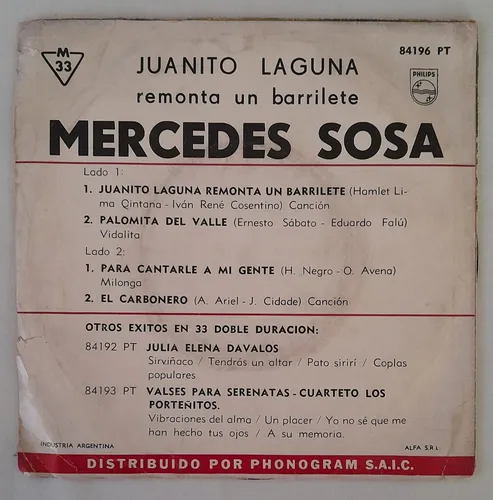 M
33
84196 PT
JUANITO LAGUNA
PHILIPS
remonta un barrilete
MERCEDES SOSA
Lado 1:
1. JUANITO LAGUNA REMONTA UN BARRILETE (Hamlet Li-
ma Qintana - Iván René Cosentino) Canción
2. PALOMITA DEL VALLE (Ernesto Sábato - Eduardo Falú)
Vidalita
Lado 2:
1. PARA CANTARLE A MI GENTE (H. Negro - O. Avena)
Milonga
2. EL CARBONERO (A. Ariel - J. Cidade) Canción
OTROS EXITOS EN 33 DOBLE DURACION:
84192 PT JULIA ELENA DAVALOS
Sirviñaco / Tendrás un altar / Pato sirirí / Coplas
populares
84193 PT VALSES PARA SERENATAS - CUARTETO LOS
PORTEÑITOS.
Vibraciones del alma / Un placer / Yo no sé que me
han hecho tus ojos / A su memoria.
INDUSTRIA ARGENTINA
ALFA S.R.L.
DISTRIBUIDO POR PHONOGRAM S.A.I.C.